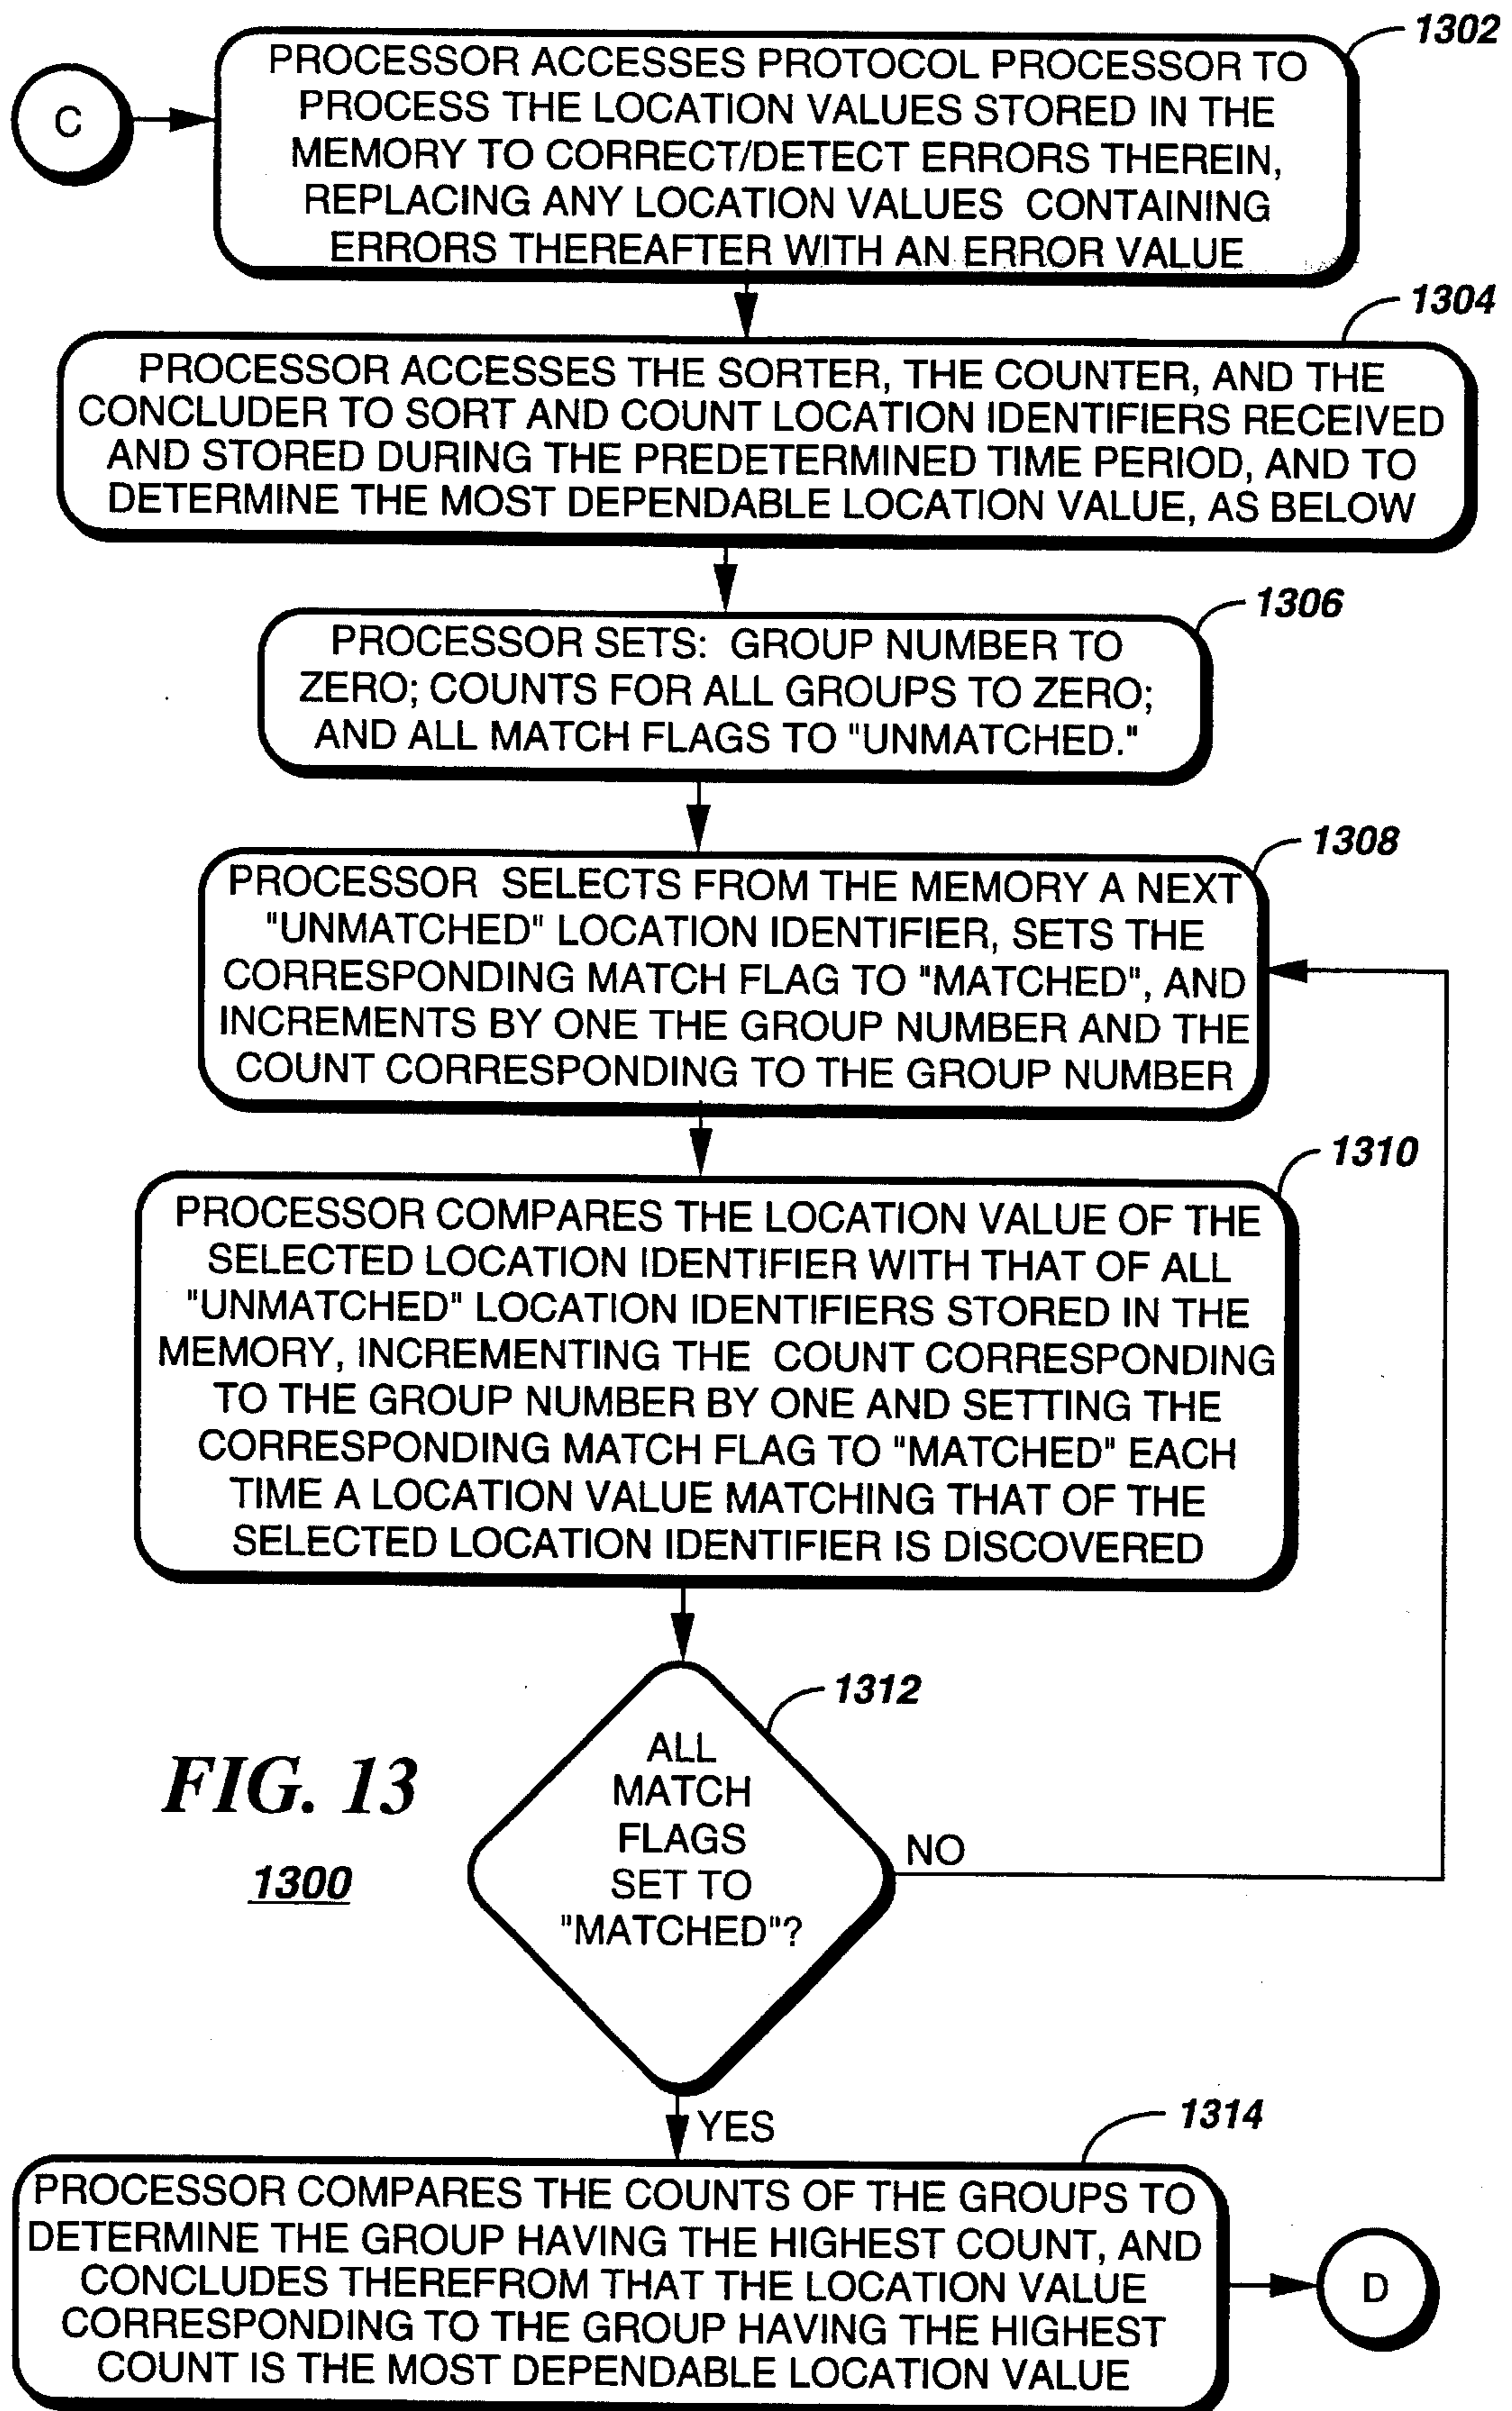 1302
C
PROCESSOR ACCESSES PROTOCOL PROCESSOR TO
PROCESS THE LOCATION VALUES STORED IN THE
MEMORY TO CORRECT/DETECT ERRORS THEREIN,
REPLACING ANY LOCATION VALUES CONTAINING
ERRORS THEREAFTER WITH AN ERROR VALUE
1304
PROCESSOR ACCESSES THE SORTER, THE COUNTER, AND THE
CONCLUDER TO SORT AND COUNT LOCATION IDENTIFIERS RECEIVED
AND STORED DURING THE PREDETERMINED TIME PERIOD, AND TO
DETERMINE THE MOST DEPENDABLE LOCATION VALUE, AS BELOW
1306
PROCESSOR SETS: GROUP NUMBER TO
ZERO; COUNTS FOR ALL GROUPS TO ZERO;
AND ALL MATCH FLAGS TO "UNMATCHED."
1308
PROCESSOR SELECTS FROM THE MEMORY A NEXT
"UNMATCHED" LOCATION IDENTIFIER, SETS THE
CORRESPONDING MATCH FLAG TO "MATCHED", AND
INCREMENTS BY ONE THE GROUP NUMBER AND THE
COUNT CORRESPONDING TO THE GROUP NUMBER
1310
PROCESSOR COMPARES THE LOCATION VALUE OF THE
SELECTED LOCATION IDENTIFIER WITH THAT OF ALL
"UNMATCHED" LOCATION IDENTIFIERS STORED IN THE
MEMORY, INCREMENTING THE COUNT CORRESPONDING
TO THE GROUP NUMBER BY ONE AND SETTING THE
CORRESPONDING MATCH FLAG TO "MATCHED" EACH
TIME A LOCATION VALUE MATCHING THAT OF THE
SELECTED LOCATION IDENTIFIER IS DISCOVERED
1312
ALL
MATCH
FLAGS
SET TO
"MATCHED"?
NO
FIG. 13
1300
YES
1314
PROCESSOR COMPARES THE COUNTS OF THE GROUPS TO
DETERMINE THE GROUP HAVING THE HIGHEST COUNT, AND
CONCLUDES THEREFROM THAT THE LOCATION VALUE
CORRESPONDING TO THE GROUP HAVING THE HIGHEST
COUNT IS THE MOST DEPENDABLE LOCATION VALUE
D